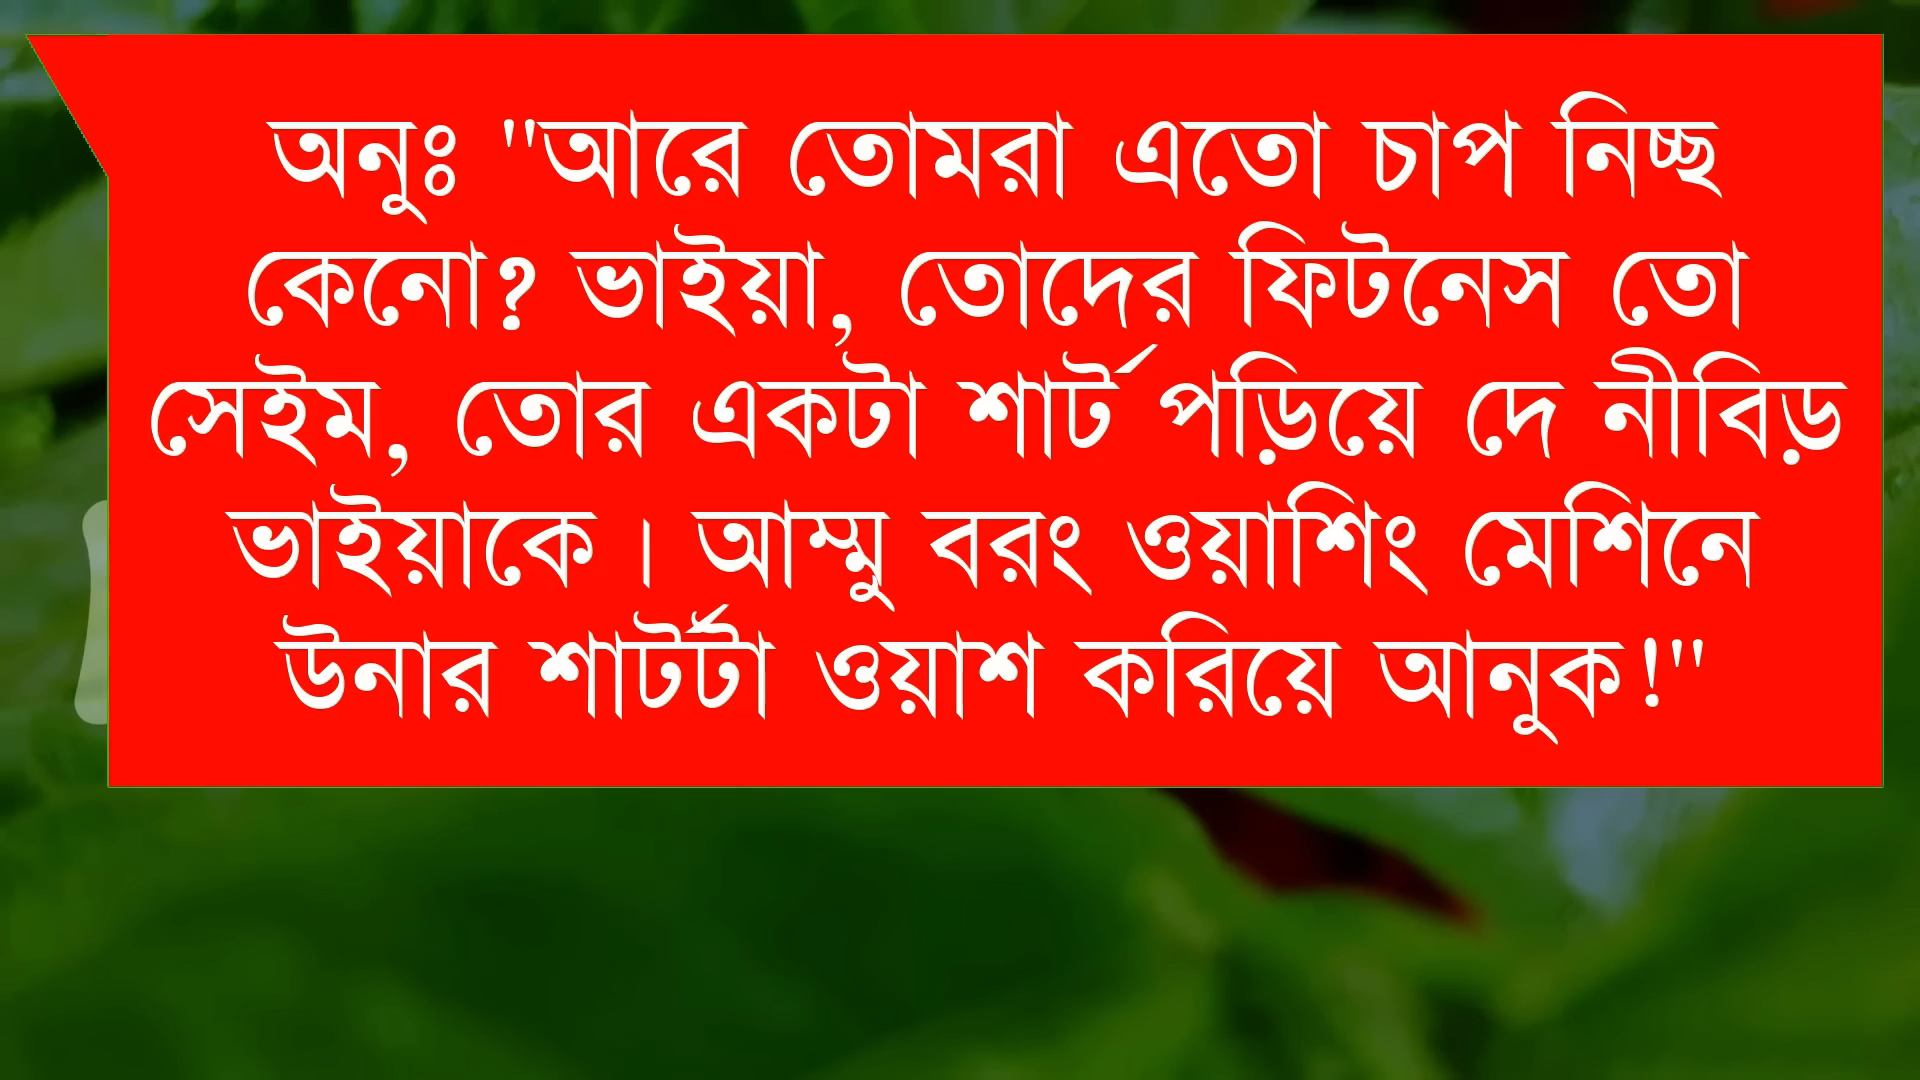 অনুঃ "আরে তোমরা এতো চাপ নিচ্ছ
কেনো? ভাইয়া, তোদের ফিটনেস তো
সেইম, তোর একটা শার্ট পড়িয়ে দে নীবিড়
ভাইয়াকে। আম্মু বরং ওয়াশিং মেশিনে
উনার শার্টটা ওয়াশ করিয়ে আনুক!"